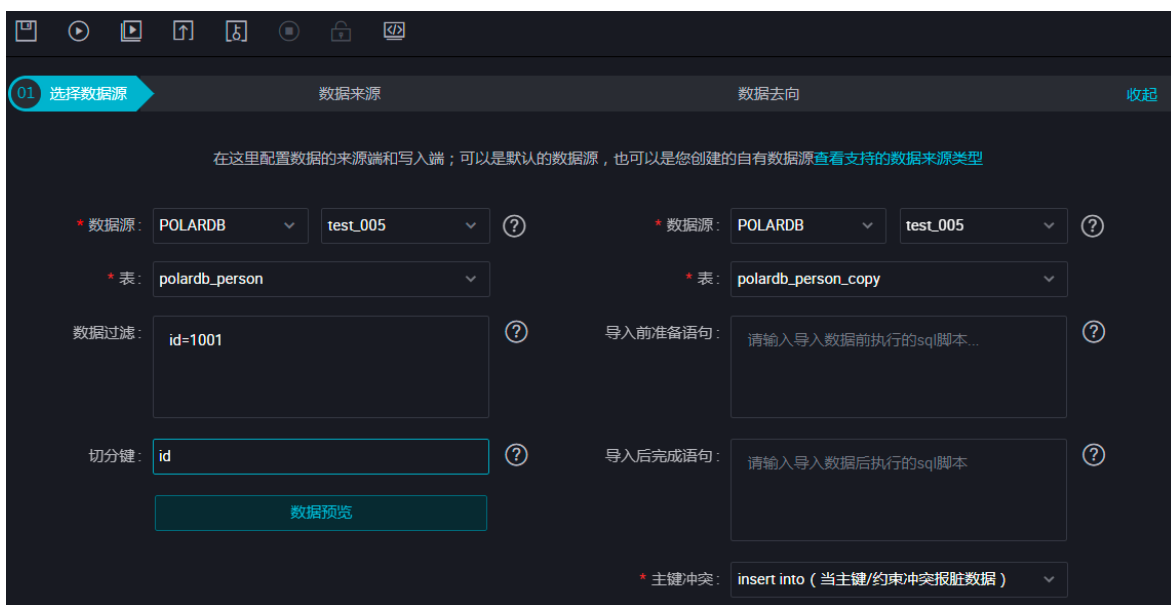 01 选择数据源 数据来源 数据去向 收起
在这里配置数据的来源端和写入端；可以是默认的数据源，也可以是您创建的自有数据源查看支持的数据来源类型
* 数据源： POLARDB test_005 ? * 数据源： POLARDB test_005 ?
* 表： polardb_person * 表： polardb_person_copy
数据过滤： id=1001 ? 导入前准备语句： 请输入导入数据前执行的sql脚本... ?
切分键： id ? 导入后完成语句： 请输入导入数据后执行的sql脚本 ?
数据预览
* 主键冲突： insert into（当主键/约束冲突报脏数据）